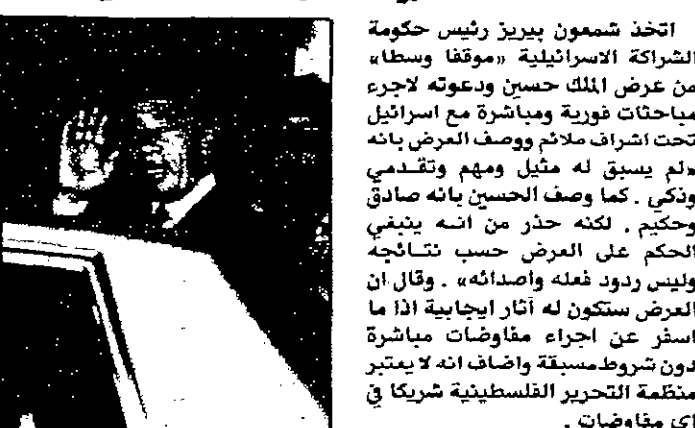 اتخذ شمعون بيريز رئيس حكومة
الشراكة الاسرائيلية «موقفا وسطا»
من عرض الملك حسين ودعوته لاجرء
مباحثات فورية ومباشرة مع اسرائيل
تحت اشراف ملائم ووصف العرض بانه
«لم يسبق له مثيل ومهم وتقدمي
وذكي . كما وصف الحسين بانه صادق
وحكيم . لكنه حذر من انه ينبغي
الحكم على العرض حسب نتائجه
وليس ردود فعله واصدائه» . وقال ان
العرض ستكون له آثار ايجابية اذا ما
اسفر عن اجراء مفاوضات مباشرة
دون شروط مسبقة واضاف انه لا يعتبر
منظمة التحرير الفلسطينية شريكا في
اي مفاوضات .